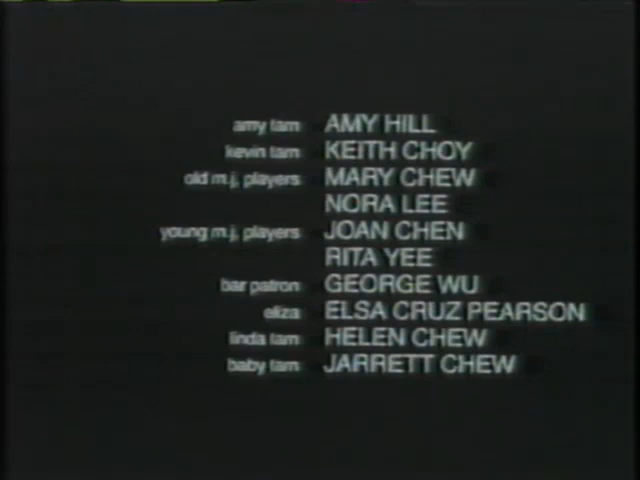 amy tam AMY HILL
kevin tam KEITH CHOY
old m.j. players MARY CHEW
NORA LEE
young m.j. players JOAN CHEN
RITA YEE
bar patron GEORGE WU
eliza ELSA CRUZ PEARSON
linda tam HELEN CHEW
baby tam JARRETT CHEW